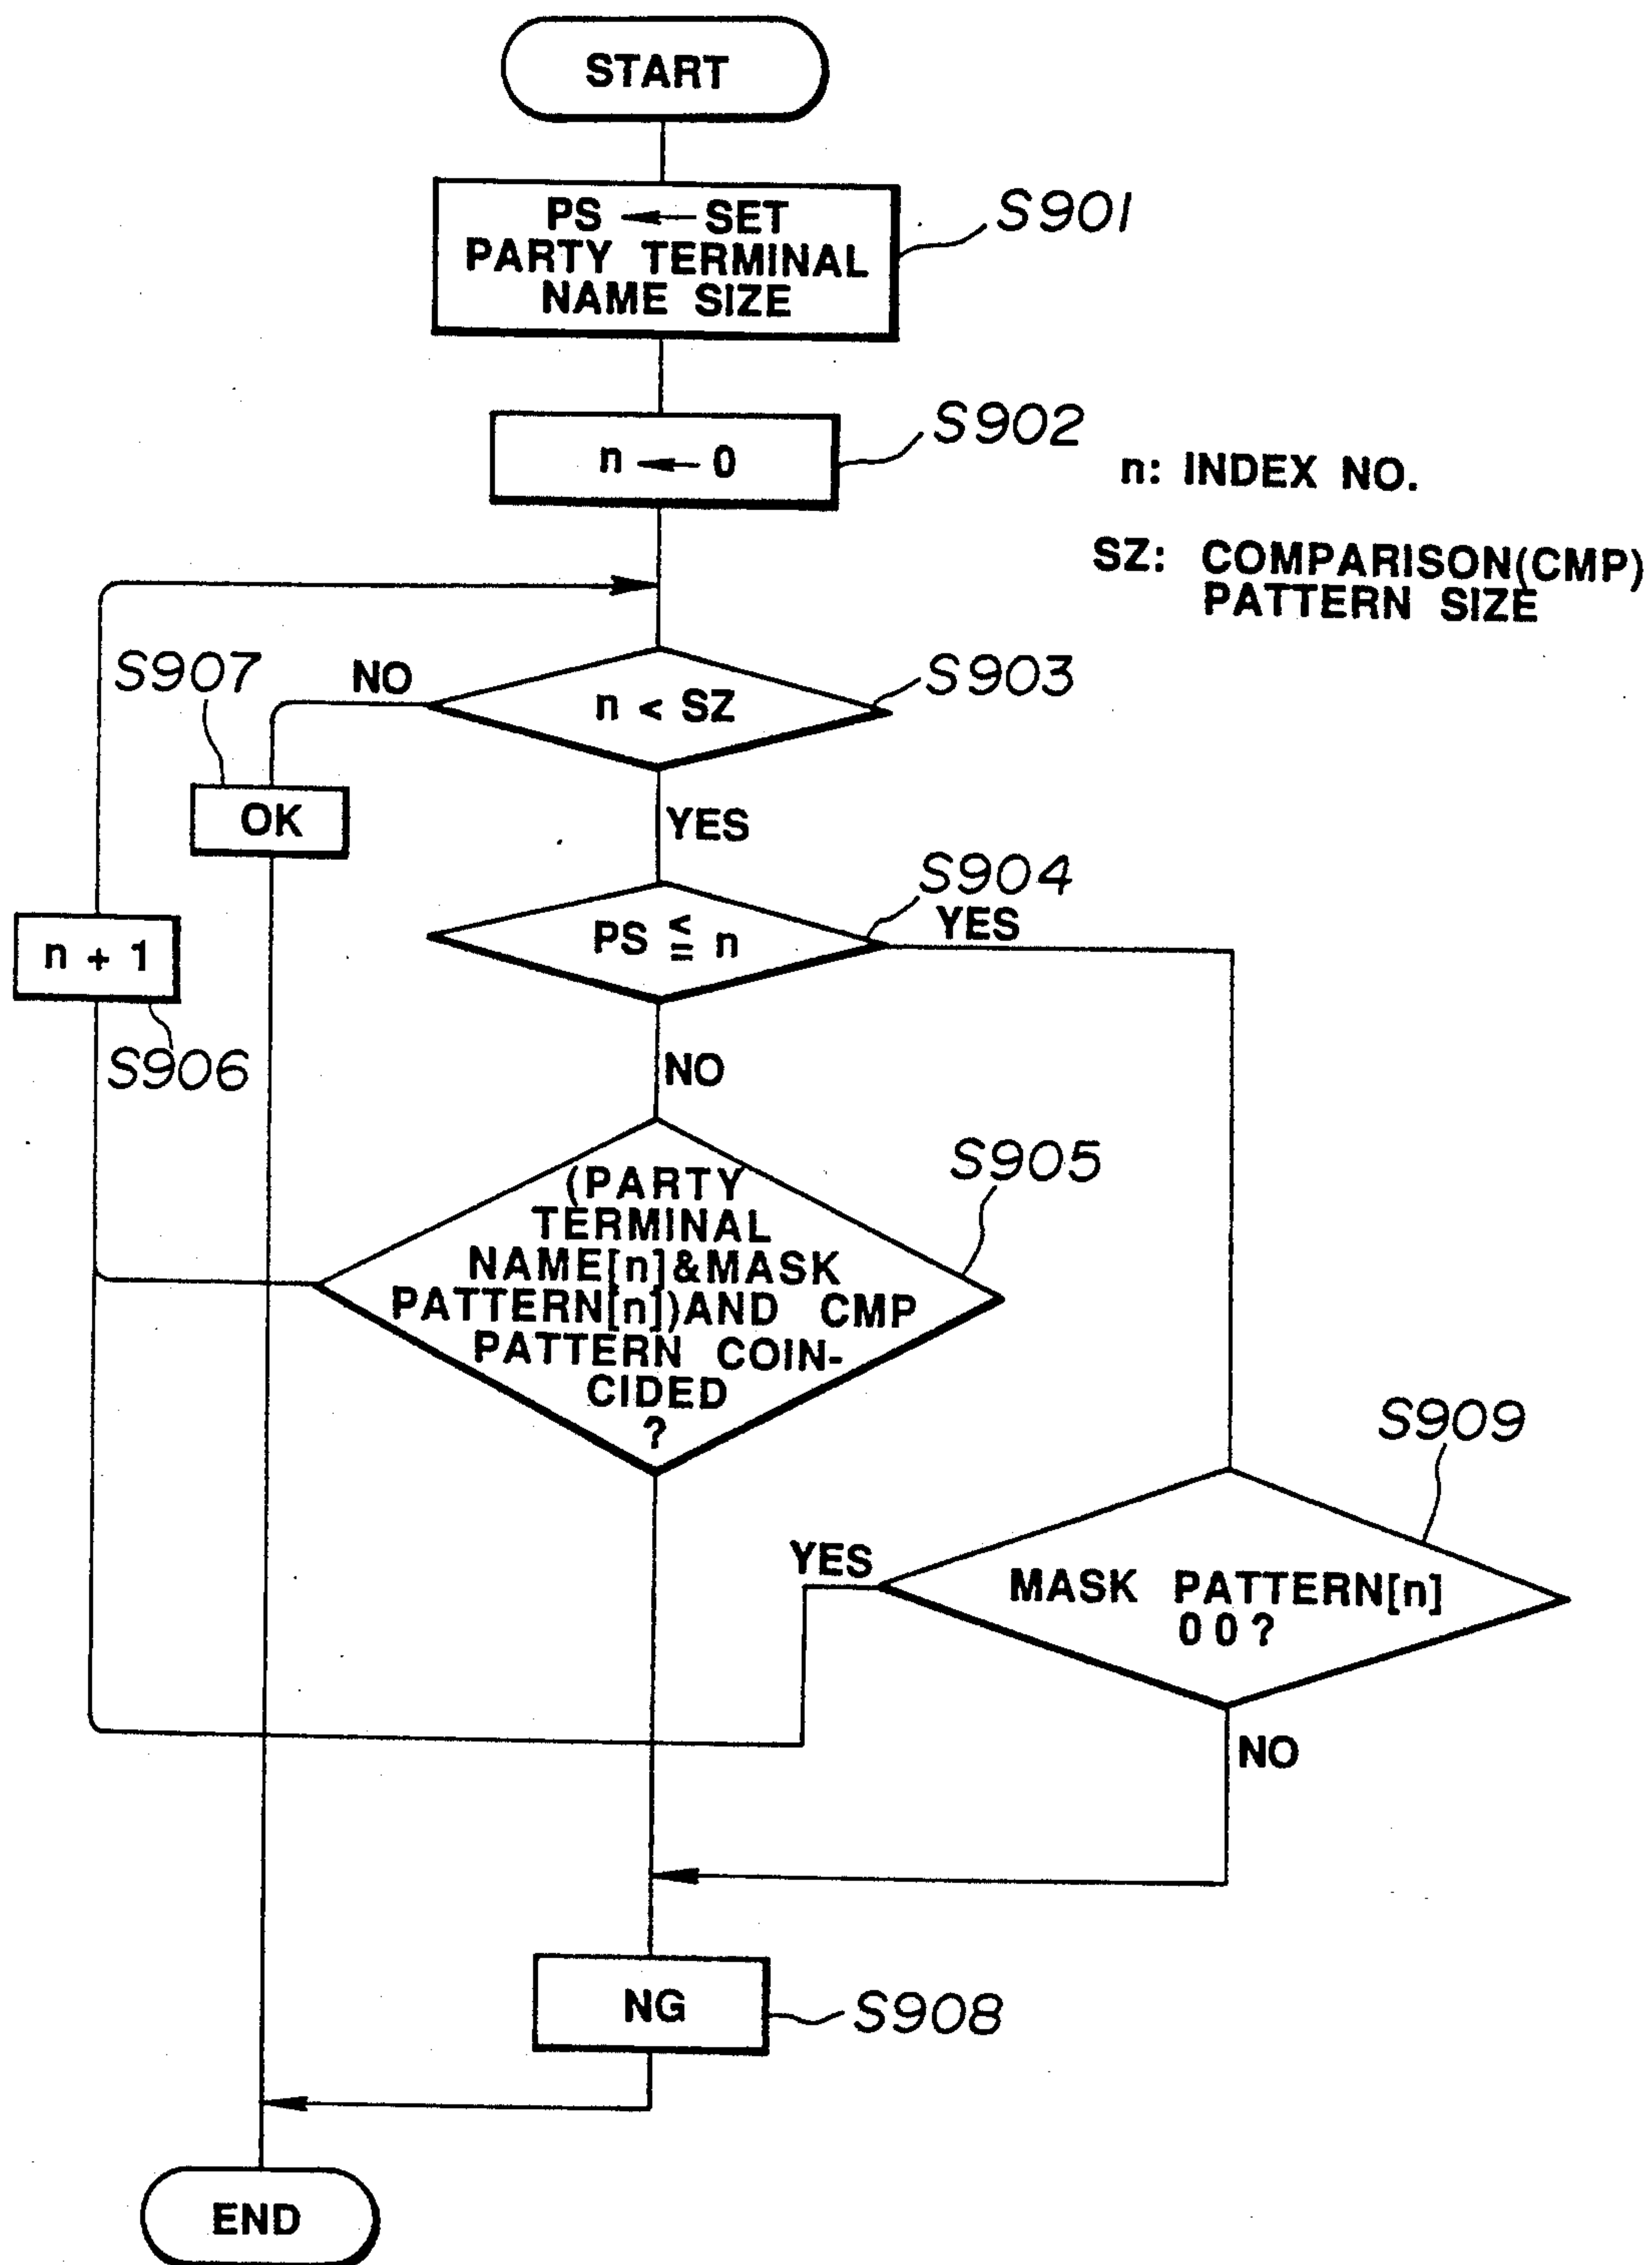 START
PS ← SET
PARTY TERMINAL
NAME SIZE
S901
n ← 0
S902
n: INDEX NO.
SZ: COMPARISON(CMP)
PATTERN SIZE
S907
NO
n < SZ
S903
OK
YES
S904
PS ≦ n
YES
n + 1
S906
NO
(PARTY
TERMINAL
NAME[n]&MASK
PATTERN[n])AND CMP
PATTERN COIN-
CIDED
?
S905
S909
YES
MASK PATTERN[n]
00?
NO
NG
S908
END